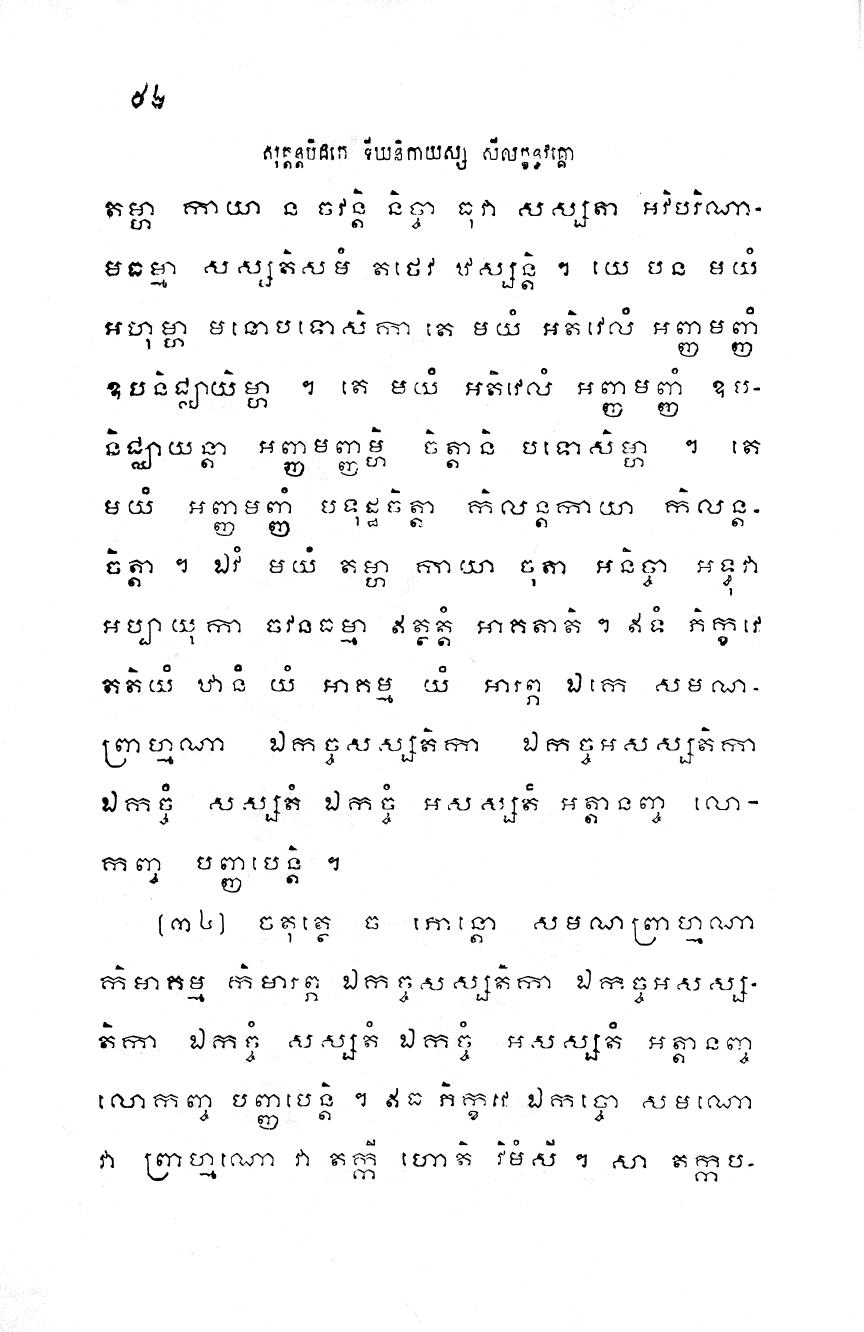 ៩៤
សុត្តន្តបិដកេ ទីឃនិកាយស្ស សីលក្ខន្ធវគ្គោ
តម្ហា កាយា ន ចវន្តិ និច្ចា ធុវា សស្សតា អវិបរិណា-
មធម្មា សស្សតិសមំ តថេវ ឋស្សន្តិ ។ យេ បន មយំ
អហុម្ហា មនោបទោសិកា តេ មយំ អតិវេលំ អញ្ញមញ្ញំ
ឧបនិជ្ឈាយិម្ហា ។ តេ មយំ អតិវេលំ អញ្ញមញ្ញំ ឧប-
និជ្ឈាយន្តា អញ្ញមញ្ញម្ហិ ចិត្តានិ បទោសិម្ហា ។ តេ
មយំ អញ្ញមញ្ញំ បទុដ្ឋចិត្តា កិលន្តកាយា កិលន្ត-
ចិត្តា ។ ឯវំ មយំ តម្ហា កាយា ចុតា អនិច្ចា អទ្ធុវា
អប្បាយុកា ចវនធម្មា ឥត្ថត្តំ អាគតាតិ ។ ឥទំ ភិក្ខវេ
តតិយំ ឋានំ យំ អាគម្ម យំ អារព្ភ ឯកេ សមណ-
ព្រាហ្មណា ឯកច្ចសស្សតិកា ឯកច្ចអសស្សតិកា
ឯកច្ចំ សស្សតំ ឯកច្ចំ អសស្សតំ អត្តានញ្ច លោ-
កញ្ច បញ្ញបេន្តិ ។
(៣៤) ចតុត្ថេ ច ភោន្តោ សមណព្រាហ្មណា
កិមាគម្ម កិមារព្ភ ឯកច្ចសស្សតិកា ឯកច្ចអសស្ស-
តិកា ឯកច្ចំ សស្សតំ ឯកច្ចំ អសស្សតំ អត្តានញ្ច
លោកញ្ច បញ្ញបេន្តិ ។ ឥធ ភិក្ខវេ ឯកច្ចោ សមណោ
វា ព្រាហ្មណោ វា តក្កី ហោតិ វិមំសី ។ សា តក្កប-